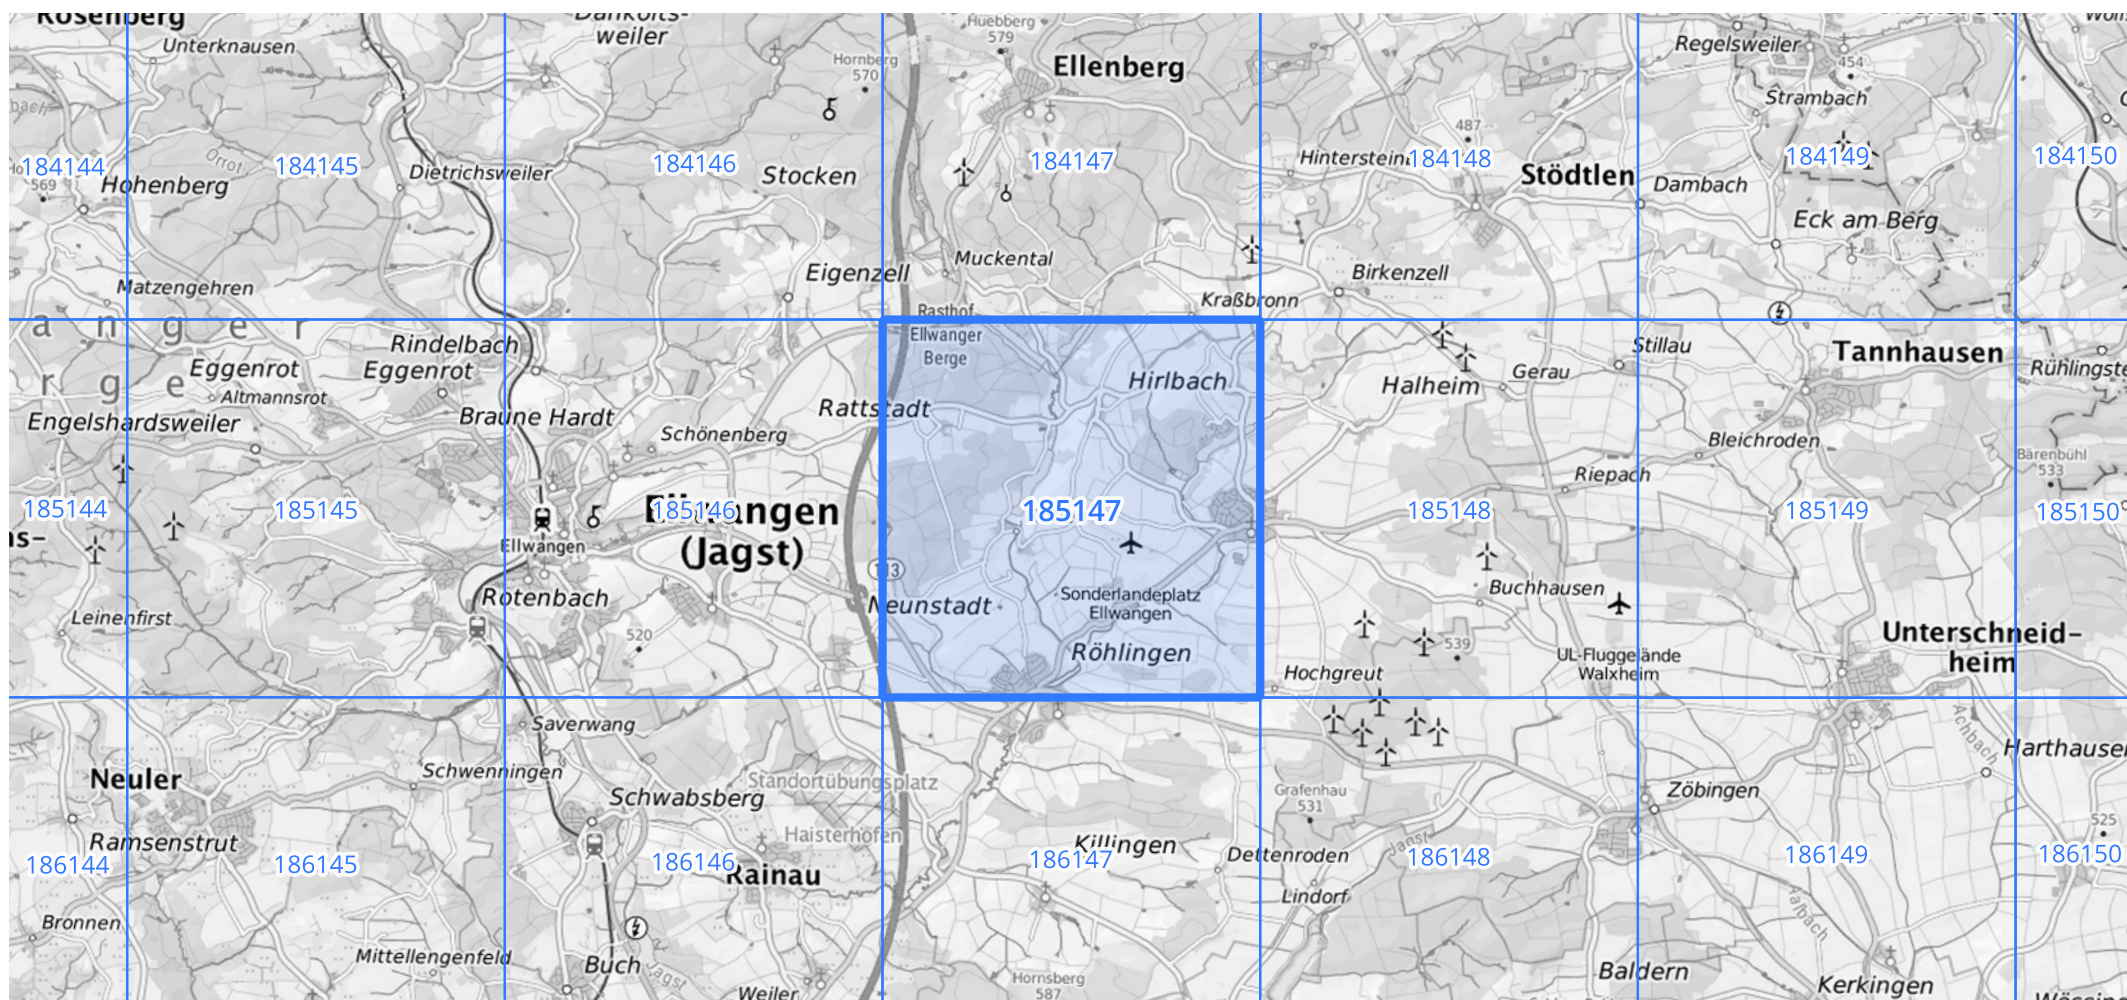 Rosenberg
Unterknausen
Dankolts-
weiler
Hornberg
570
Hüebberg
579
Ellenberg
Regelsweiler
454
Strambach
487
184144
Orrot
184145
Dietrichsweiler
184146
Stocken
184147
184148
Stödtlen
184149
184150
569
Hohenberg
Dambach
Eck am Berg
Matzengehren
Eigenzell
Muckental
Birkenzell
Kraßbronn
Rasthof
Ellwanger
Berge
a n g e r
r g e
Rindelbach
Eggenrot
Eggenrot
Altmannsrot
Engelshardsweiler
Braune Hardt
Schönenberg
Rattstadt
Hirlbach
Halheim
Gerau
Stillau
Tannhausen
Bleichroden
Riepach
Bärenbühl
533
185144
185145
185146
Ellwangen
(Jagst)
185147
185148
185149
185150
Ellwangen
Rotenbach
Leinenfirst
520
113
Neunstadt
Sonderlandeplatz
Ellwangen
Röhlingen
Buchhausen
539
Hochgreut
UL-Fluggelände
Walxheim
Unterschneid-
heim
Saverwang
Schwenningen
Neuler
Schwabsberg
Standortübungsplatz
Haisterhofen
Ramsenstrut
186144
186145
186146
Rainau
Killingen
186147
Grafenhau
531
Dettenroden
Jagst
186148
Lindorf
Zöbingen
186149
Achbach
525
186150
Bronnen
Mittellengenfeld
Buch
Jagst
Weiler
Hornsberg
587
Baldern
Kerkingen